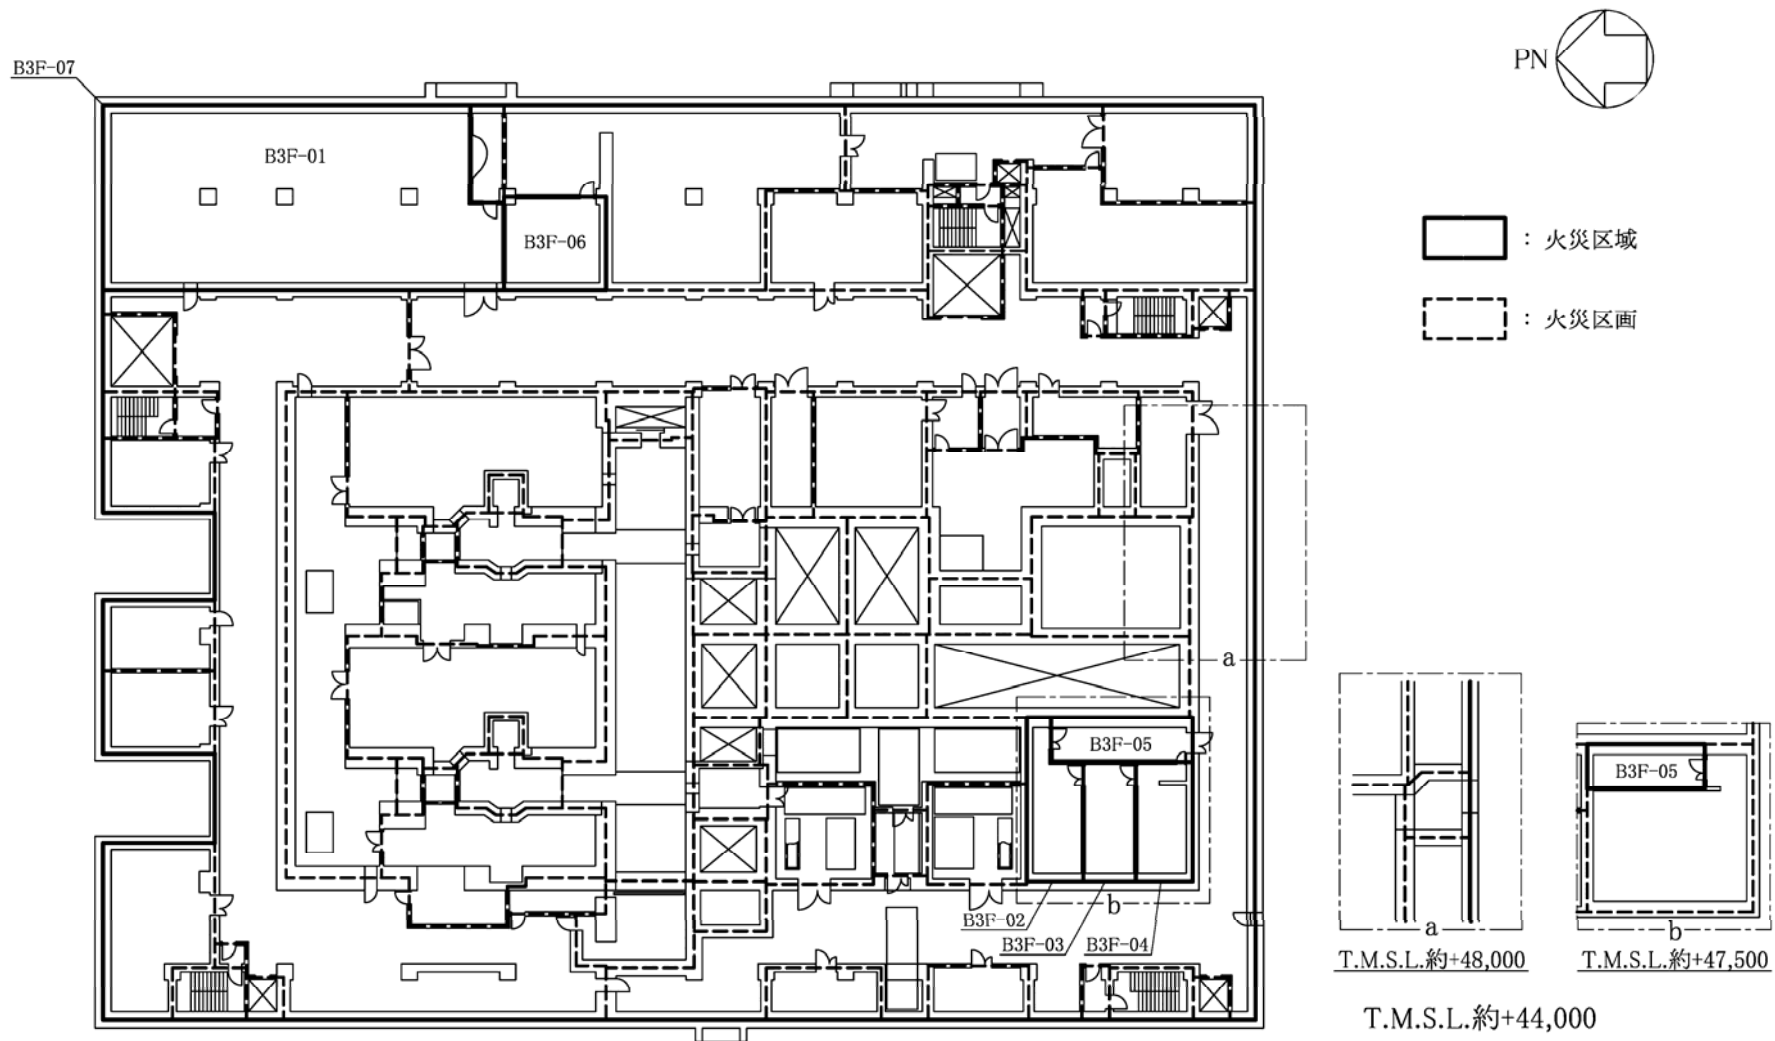 PN
B3F-07
B3F-01
B3F-06
： 火災区域
： 火災区画
a
B3F-05
B3F-05
B3F-02
b
B3F-03
B3F-04
a
b
T.M.S.L.約+48,000
T.M.S.L.約+47,500
T.M.S.L.約+44,000